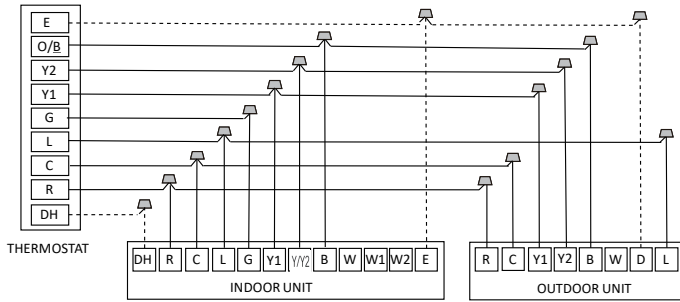 E
O/B
Y2
Y1
G
L
C
R
DH
THERMOSTAT
DH R C L G Y1 Y/Y2 B W W1 W2 E
INDOOR UNIT
R C Y1 Y2 B W D L
OUTDOOR UNIT